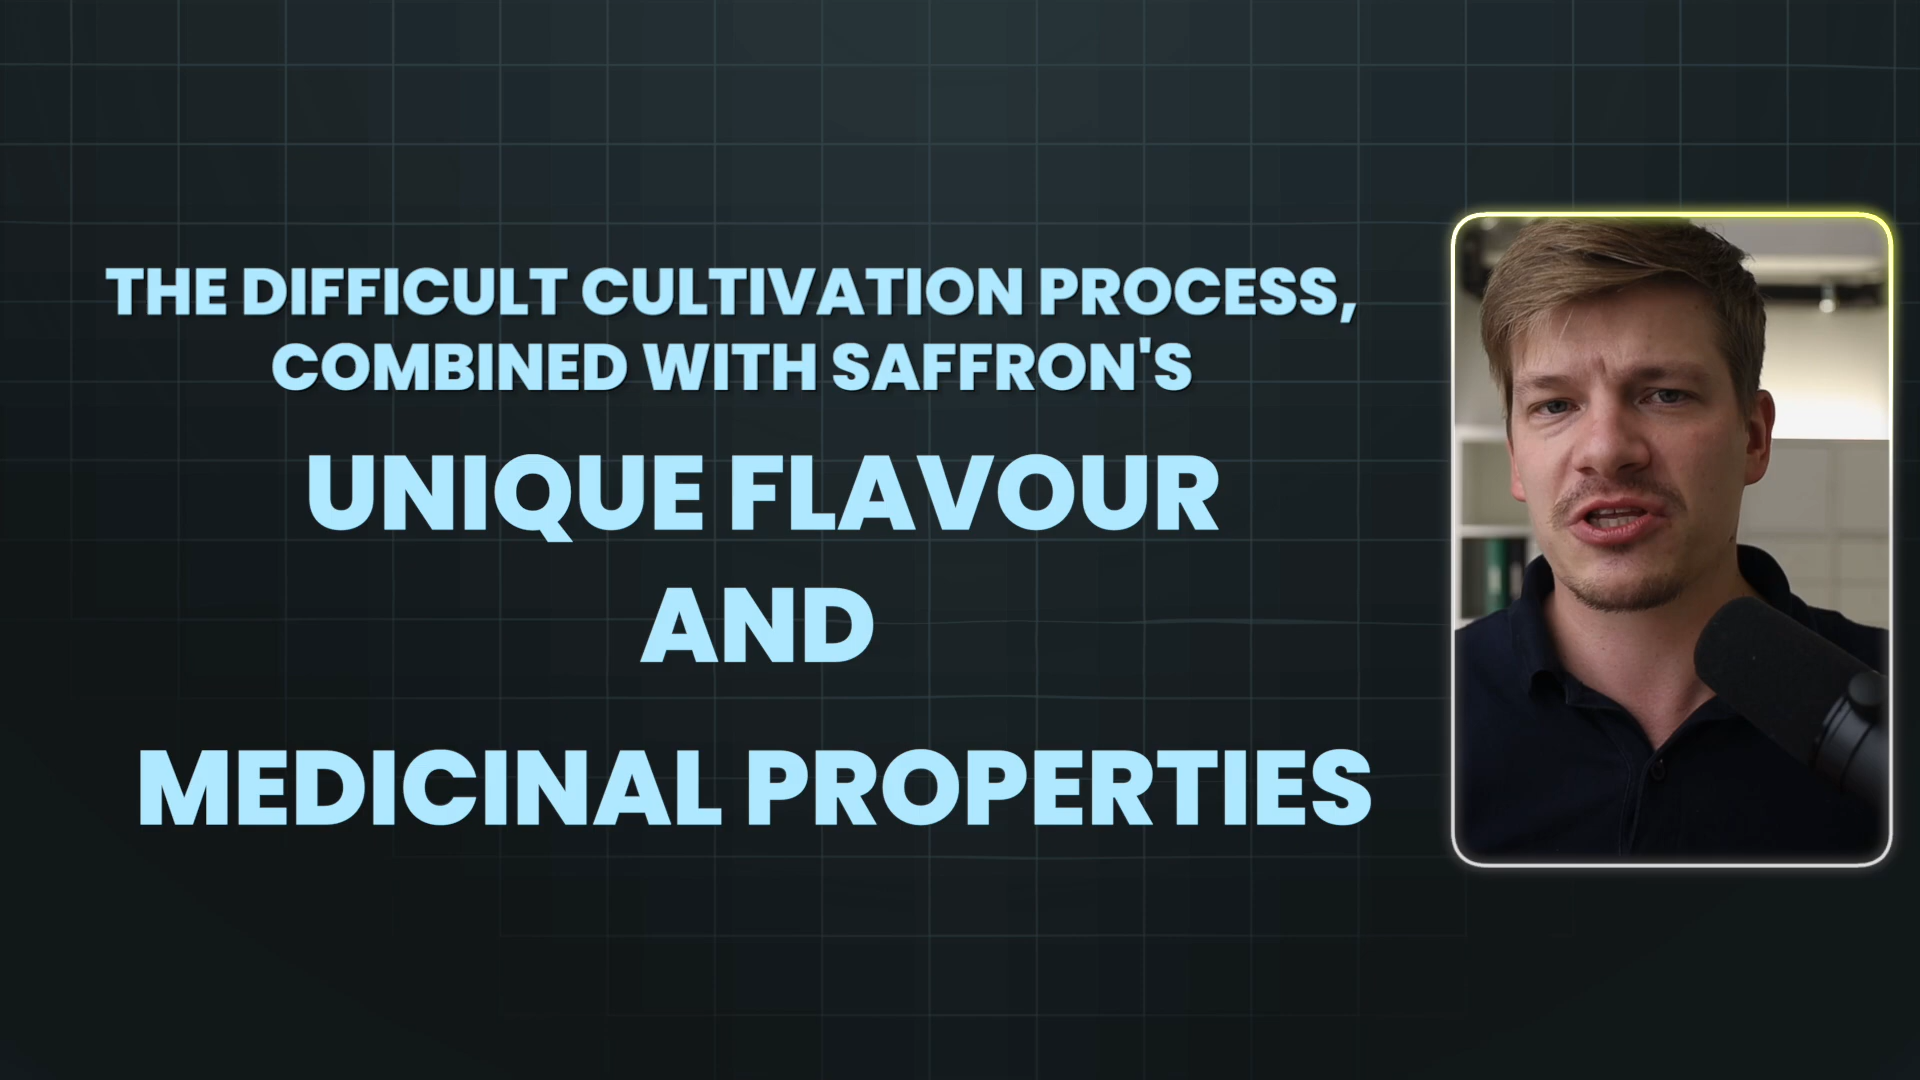 THE DIFFICULT CULTIVATION PROCESS,
COMBINED WITH SAFFRON'S
UNIQUE FLAVOUR
AND
MEDICINAL PROPERTIES